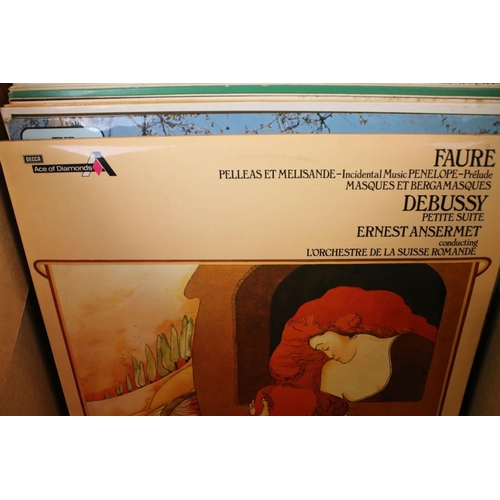 DECCA
Ace of Diamonds
FAURE
PELLEAS ET MELISANDE-Incidental Music PENELOPE-Prélude
MASQUES ET BERGAMASQUES
DEBUSSY
PETITE SUITE
ERNEST ANSERMET
conducting
L'ORCHESTRE DE LA SUISSE ROMANDE